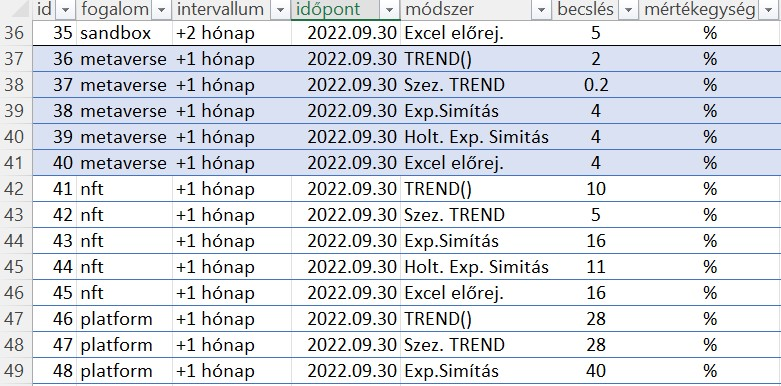 id fogalom intervallum időpont módszer becslés mértékegység
36 35 sandbox +2 hónap 2022.09.30 Excel előrej. 5 %
37 36 metaverse +1 hónap 2022.09.30 TREND() 2 %
38 37 metaverse +1 hónap 2022.09.30 Szez. TREND 0.2 %
39 38 metaverse +1 hónap 2022.09.30 Exp.Simítás 4 %
40 39 metaverse +1 hónap 2022.09.30 Holt. Exp. Simitás 4 %
41 40 metaverse +1 hónap 2022.09.30 Excel előrej. 4 %
42 41 nft +1 hónap 2022.09.30 TREND() 10 %
43 42 nft +1 hónap 2022.09.30 Szez. TREND 5 %
44 43 nft +1 hónap 2022.09.30 Exp.Simítás 16 %
45 44 nft +1 hónap 2022.09.30 Holt. Exp. Simitás 11 %
46 45 nft +1 hónap 2022.09.30 Excel előrej. 16 %
47 46 platform +1 hónap 2022.09.30 TREND() 28 %
48 47 platform +1 hónap 2022.09.30 Szez. TREND 28 %
49 48 platform +1 hónap 2022.09.30 Exp.Simítás 40 %